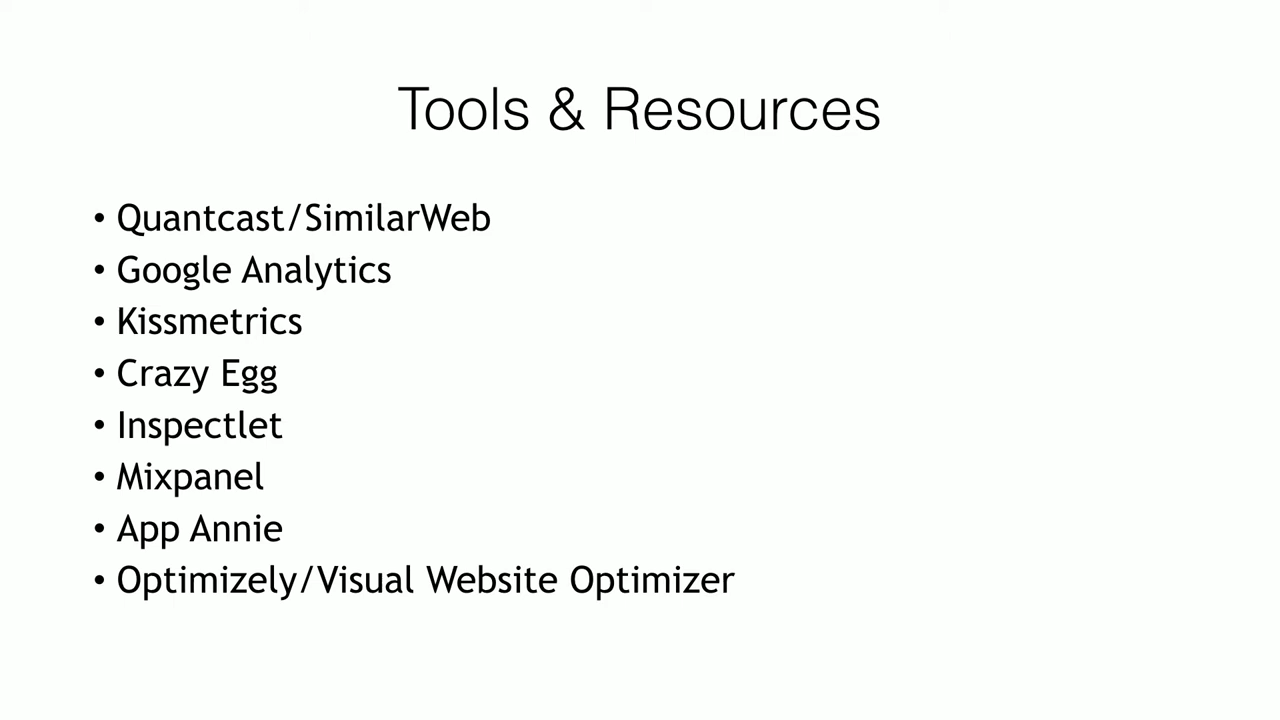 Tools & Resources
• Quantcast/SimilarWeb
• Google Analytics
• Kissmetrics
• Crazy Egg
• Inspectlet
• Mixpanel
• App Annie
• Optimizely/Visual Website Optimizer